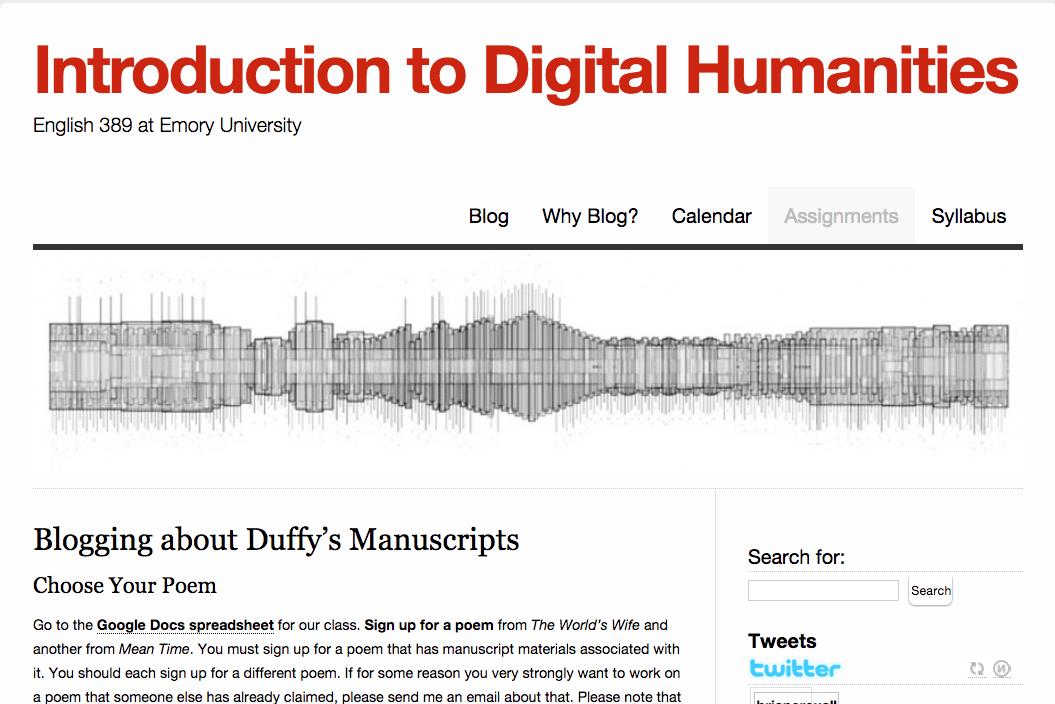 Introduction to Digital Humanities
English 389 at Emory University
Blog Why Blog? Calendar Assignments Syllabus
Blogging about Duffy’s Manuscripts
Choose Your Poem
Go to the Google Docs spreadsheet for our class. Sign up for a poem from The World's Wife and
another from Mean Time. You must sign up for a poem that has manuscript materials associated with
it. You should each sign up for a different poem. If for some reason you very strongly want to work on
a poem that someone else has already claimed, please send me an email about that. Please note that
Search for:
Search
Tweets
twitter